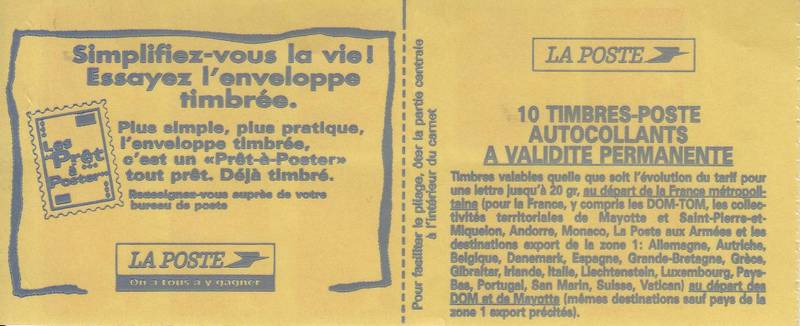 Simplifiez-vous la vie!
Essayez l'enveloppe
timbrée.
Les
"Prêt
à
Poster"
Plus simple, plus pratique,
l'enveloppe timbrée,
c'est un «Prêt-à-Poster»
tout prêt. Déjà timbré.
Renseignez-vous auprès de votre
bureau de poste
LA POSTE
On a tous à y gagner
Pour faciliter le pliage, ôter la partie centrale
à l'intérieur du carnet
LA POSTE
10 TIMBRES-POSTE
AUTOCOLLANTS
A VALIDITE PERMANENTE
Timbres valables quelle que soit l'évolution du tarif pour
une lettre jusqu'à 20 gr, au départ de la France métropoli-
taine (pour la France, y compris les DOM-TOM, les collec-
tivités territoriales de Mayotte et Saint-Pierre-et-
Miquelon, Andorre, Monaco, La Poste aux Armées et les
destinations export de la zone 1: Allemagne, Autriche,
Belgique, Danemark, Espagne, Grande-Bretagne, Grèce,
Gibraltar, Irlande, Italie, Liechtenstein, Luxembourg, Pays-
Bas, Portugal, San Marin, Suisse, Vatican) au départ des
DOM et de Mayotte (mêmes destinations sauf pays de la
zone 1 export précités).